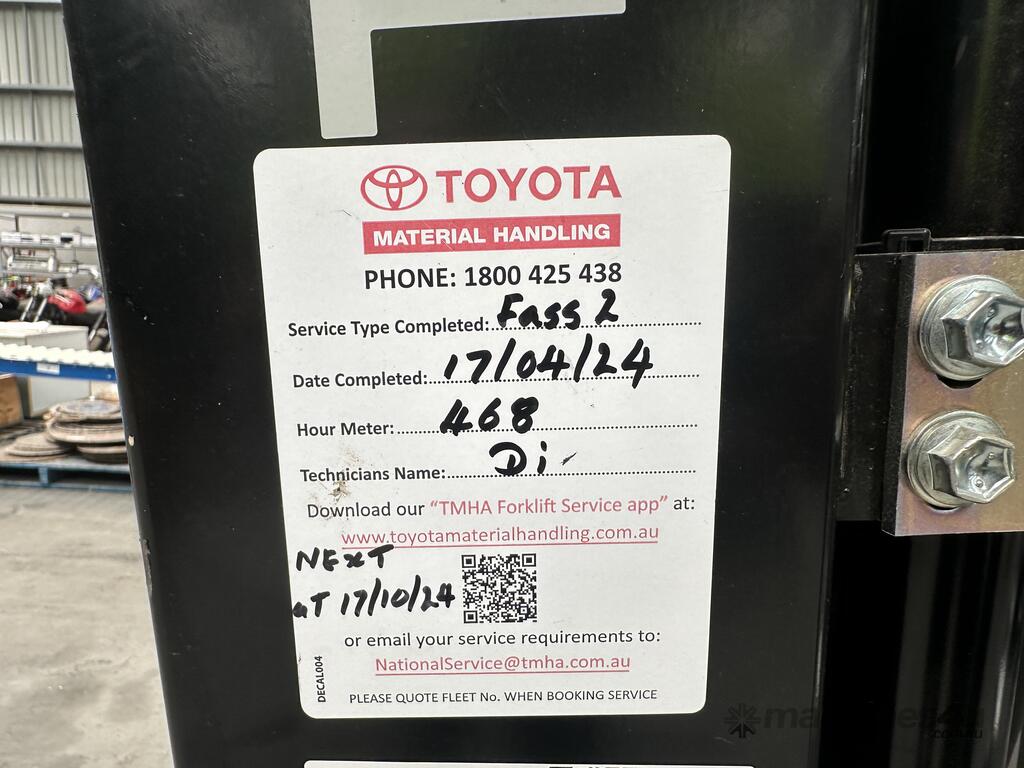 TOYOTA
MATERIAL HANDLING
PHONE: 1800 425 438
Service Type Completed: Fass 2
Date Completed: 17/04/24
Hour Meter: 468
Technicians Name: Di
Download our “TMHA Forklift Service app” at:
www.toyotamaterialhandling.com.au
NExT
aT 17/10/24
or email your service requirements to:
NationalService@tmha.com.au
DECAL004
PLEASE QUOTE FLEET No. WHEN BOOKING SERVICE